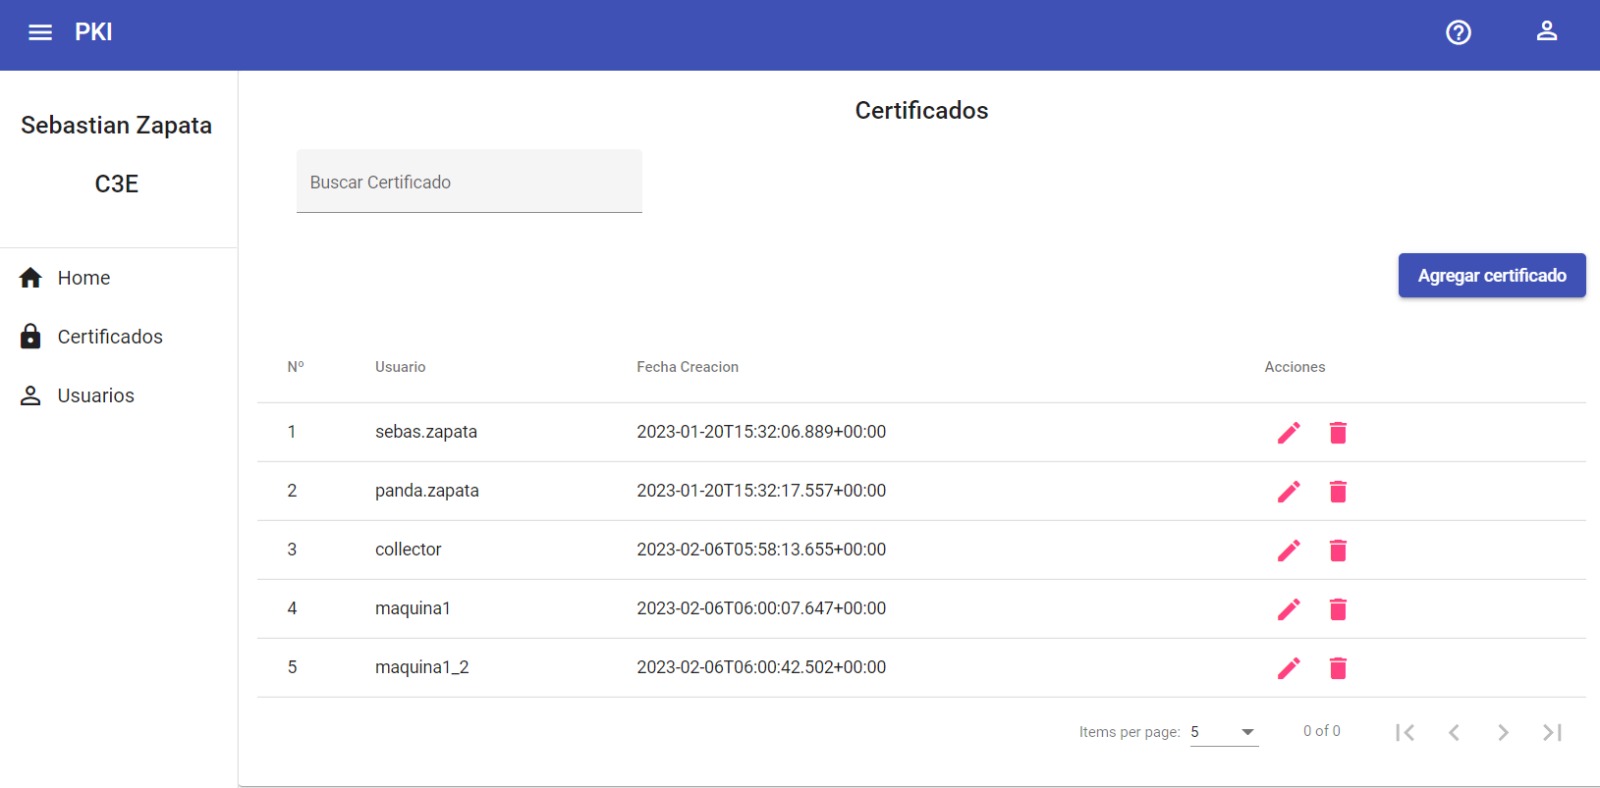 PKI
Sebastian Zapata
C3E
Home
Certificados
Usuarios
Certificados
Buscar Certificado
Agregar certificado
Nº Usuario Fecha Creacion Acciones
1 sebas.zapata 2023-01-20T15:32:06.889+00:00
2 panda.zapata 2023-01-20T15:32:17.557+00:00
3 collector 2023-02-06T05:58:13.655+00:00
4 maquina1 2023-02-06T06:00:07.647+00:00
5 maquina1_2 2023-02-06T06:00:42.502+00:00
Items per page: 5 0 of 0